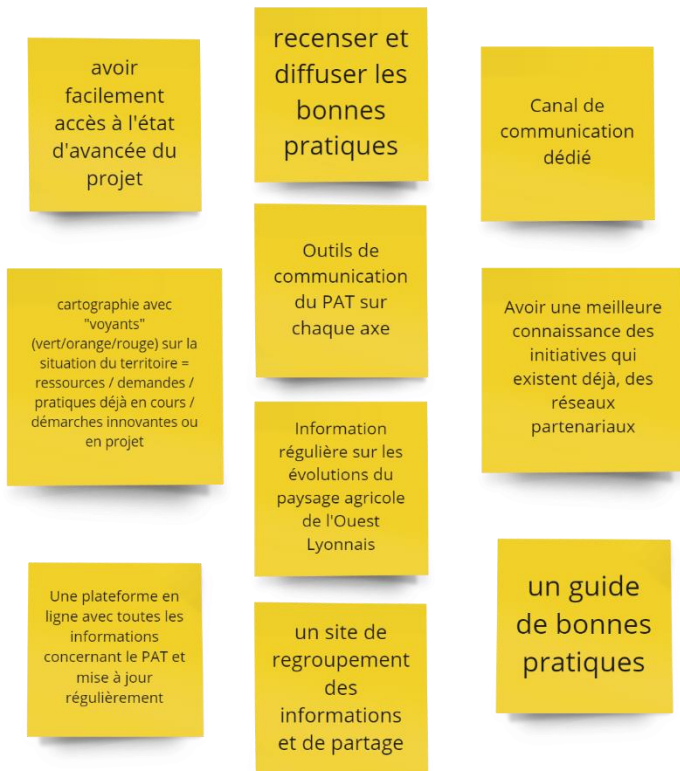 avoir
facilement
accès à l'état
d'avancée du
projet
recenser et
diffuser les
bonnes
pratiques
Canal de
communication
dédié
cartographie avec
"voyants"
(vert/orange/rouge) sur la
situation du territoire =
ressources / demandes /
pratiques déjà en cours /
démarches innovantes ou
en projet
Outils de
communication
du PAT sur
chaque axe
Avoir une meilleure
connaissance des
initiatives qui
existent déjà, des
réseaux
partenariaux
Information
régulière sur les
évolutions du
paysage agricole
de l'Ouest
Lyonnais
Une plateforme en
ligne avec toutes les
informations
concernant le PAT et
mise à jour
régulièrement
un site de
regroupement
des
informations
et de partage
un guide
de bonnes
pratiques